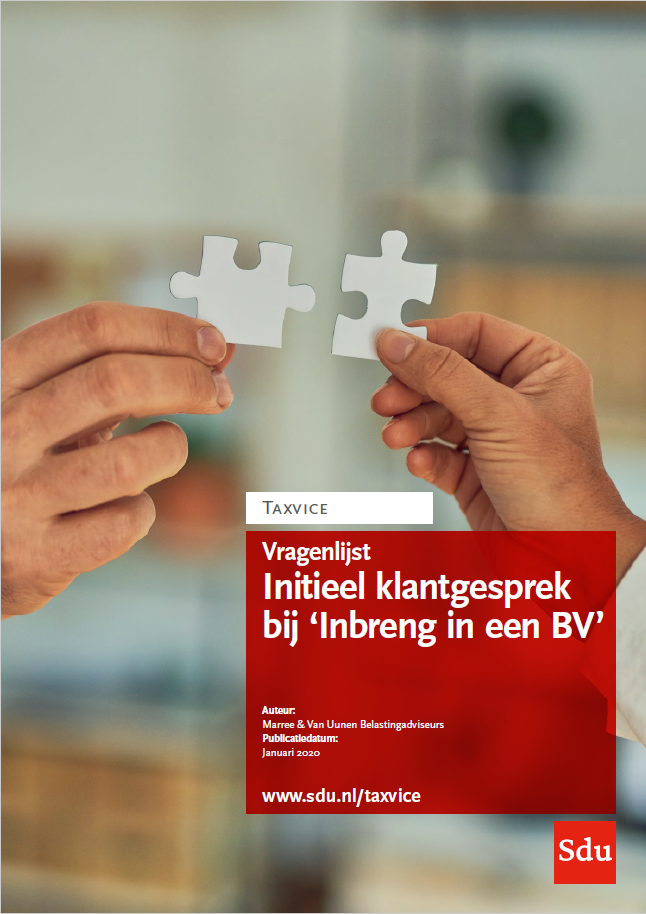 Taxvice
Vragenlijst
Initieel klantgesprek
bij ‘Inbreng in een BV’
Auteur:
Marree & Van Uunen Belastingadviseurs
Publicatiedatum:
Januari 2020
www.sdu.nl/taxvice
Sdu